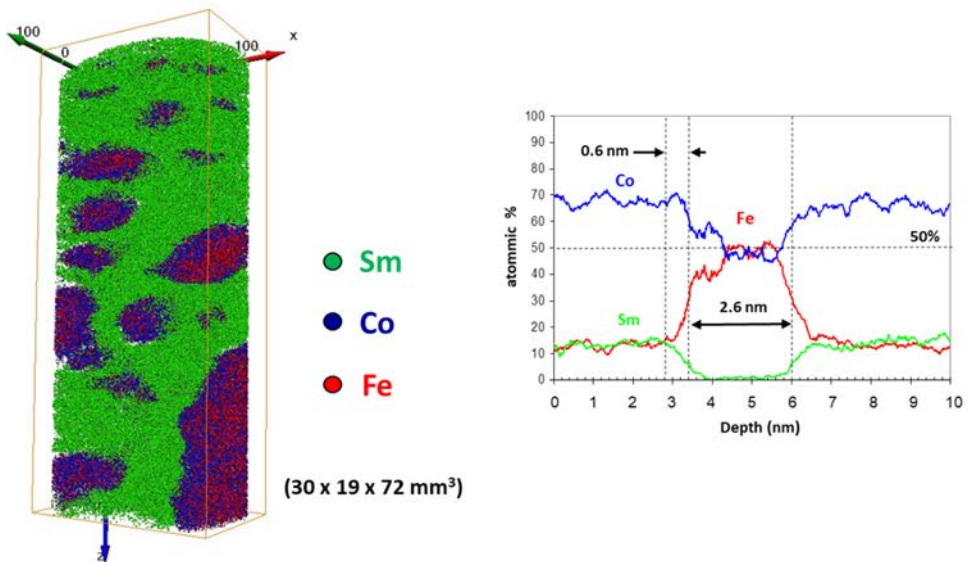 100
0
100
x
z
Sm
Co
Fe
(30 x 19 x 72 mm³)
atommic %
100
90
80
70
60
50
40
30
20
10
0
0.6 nm
Co
Fe
50%
2.6 nm
Sm
0 1 2 3 4 5 6 7 8 9 10
Depth (nm)